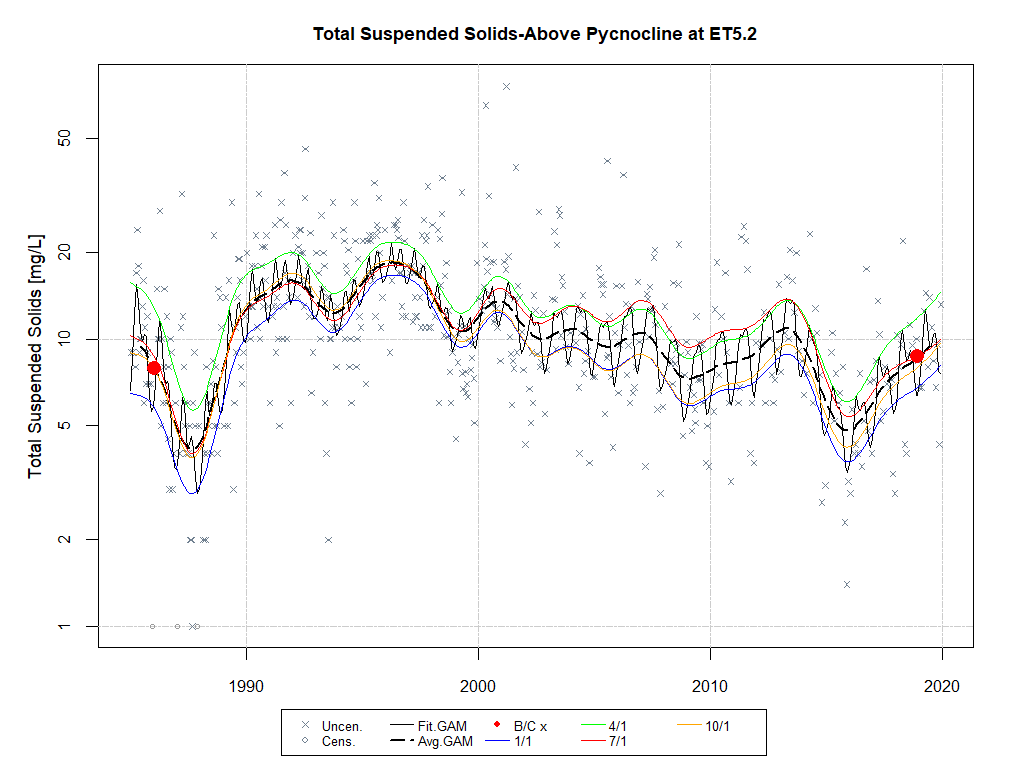 Total Suspended Solids-Above Pycnocline at ET5.2
Total Suspended Solids [mg/L]
50
20
10
5
2
1
1990 2000 2010 2020
Uncen. Fit.GAM B/C x 4/1 10/1
Cens. Avg.GAM 1/1 7/1